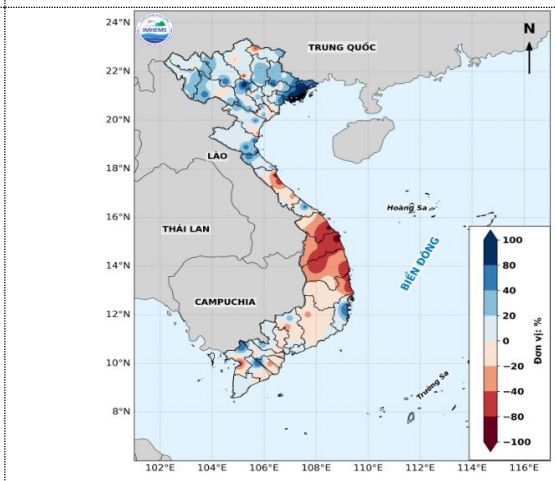 24°N
IMHEMS
TRUNG QUỐC
N
22°N
20°N
LÀO
18°N
Hoàng Sa
16°N
THÁI LAN
BIỂN ĐÔNG
100
80
14°N
40
20
CAMPUCHIA
0
12°N
-20
-40
10°N
-80
Trường Sa
-100
8°N
Đơn vị: %
102°E 104°E 106°E 108°E 110°E 112°E 114°E 116°E